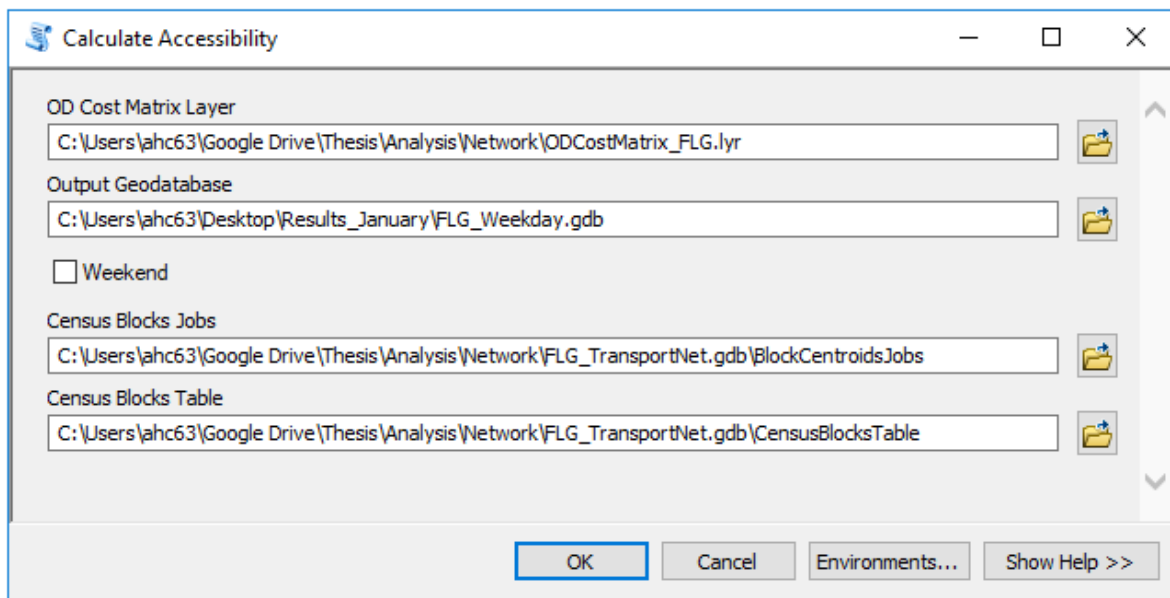 Calculate Accessibility
OD Cost Matrix Layer
C:\Users\ahc63\Google Drive\Thesis\Analysis\Network\ODCostMatrix_FLG.lyr
Output Geodatabase
C:\Users\ahc63\Desktop\Results_January\FLG_Weekday.gdb
Weekend
Census Blocks Jobs
C:\Users\ahc63\Google Drive\Thesis\Analysis\Network\FLG_TransportNet.gdb\BlockCentroidsJobs
Census Blocks Table
C:\Users\ahc63\Google Drive\Thesis\Analysis\Network\FLG_TransportNet.gdb\CensusBlocksTable
OK Cancel Environments... Show Help >>